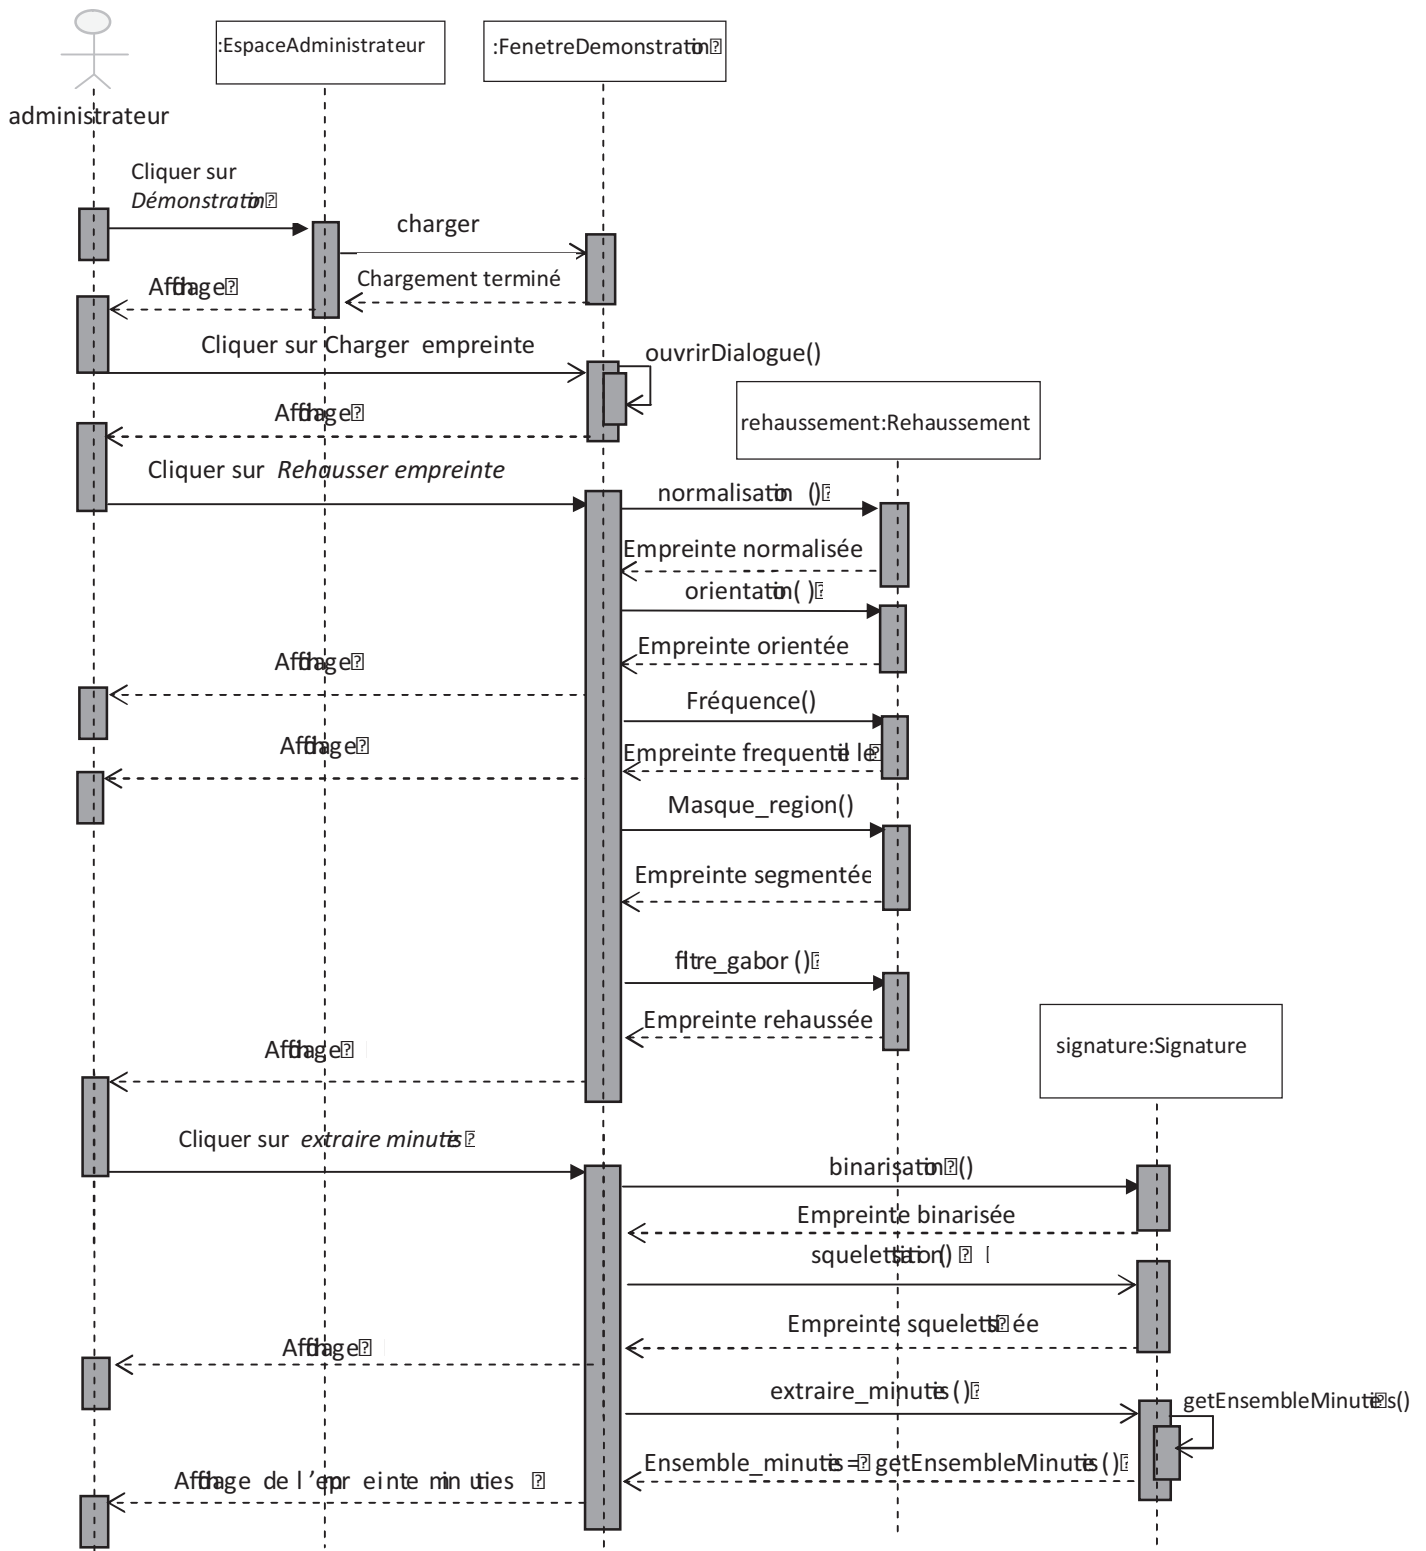 :EspaceAdministrateur
:FenetreDemonstration
administrateur
Cliquer sur
Démonstration
charger
Chargement terminé
Affichage
Cliquer sur Charger empreinte
ouvrirDialogue()
Affichage
rehaussement:Rehaussement
Cliquer sur Rehausser empreinte
normalisation ()
Empreinte normalisée
orientation( )
Empreinte orientée
Affichage
Fréquence()
Affichage
Empreinte frequentielle
Masque_region()
Empreinte segmentée
filtre_gabor ()
Empreinte rehaussée
Affichage
signature:Signature
Cliquer sur extraire minuties
binarisation ()
Empreinte binarisée
squelettisation()
Empreinte squelettisée
Affichage
extraire_minuties ()
getEnsembleMinuties()
Ensemble_minuties = getEnsembleMinuties ()
Affichage de l'empreinte minuties